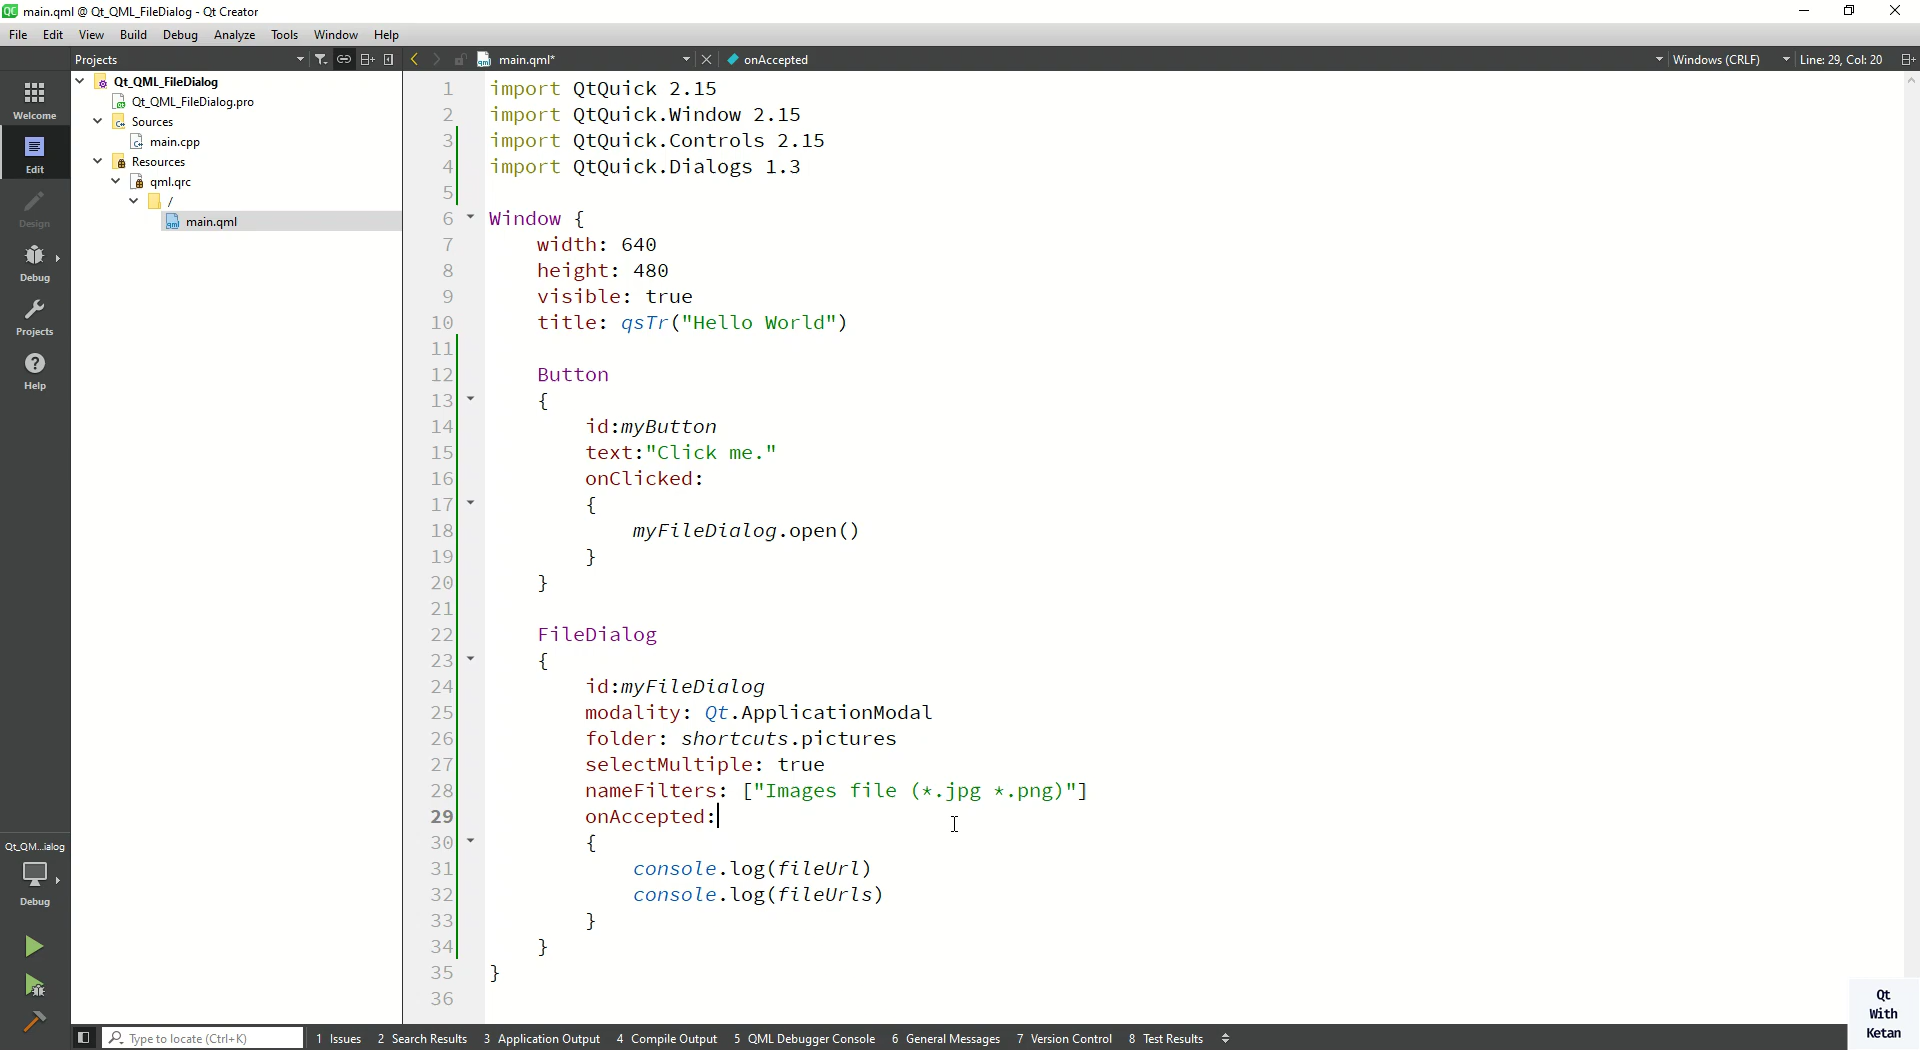 main.qml @ Qt_QML_FileDialog - Qt Creator
File Edit View Build Debug Analyze Tools Window Help
Projects main.qml* onAccepted Windows (CRLF) Line: 29, Col: 20
Welcome
Edit
Design
Debug
Projects
Help
Qt_QM...ialog
Debug
Qt_QML_FileDialog
Qt_QML_FileDialog.pro
Sources
main.cpp
Resources
qml.qrc
/
main.qml
1 import QtQuick 2.15
2 import QtQuick.Window 2.15
3 import QtQuick.Controls 2.15
4 import QtQuick.Dialogs 1.3
5
6 Window {
7 width: 640
8 height: 480
9 visible: true
10 title: qsTr("Hello World")
11
12 Button
13 {
14 id:myButton
15 text:"Click me."
16 onClicked:
17 {
18 myFileDialog.open()
19 }
20 }
21
22 FileDialog
23 {
24 id:myFileDialog
25 modality: Qt.ApplicationModal
26 folder: shortcuts.pictures
27 selectMultiple: true
28 nameFilters: ["Images file (*.jpg *.png)"]
29 onAccepted:
30 {
31 console.log(fileUrl)
32 console.log(fileUrls)
33 }
34 }
35 }
36
Qt
With
Ketan
Type to locate (Ctrl+K) 1 Issues 2 Search Results 3 Application Output 4 Compile Output 5 QML Debugger Console 6 General Messages 7 Version Control 8 Test Results